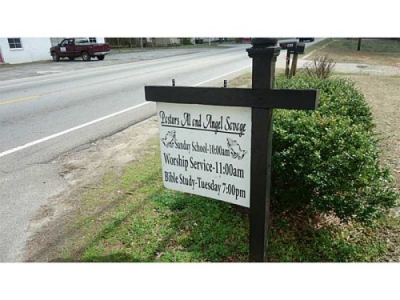 Pastors Al and Angel Savage
Sunday School-10:00am
Worship Service-11:00am
Bible Study-Tuesday 7:00pm